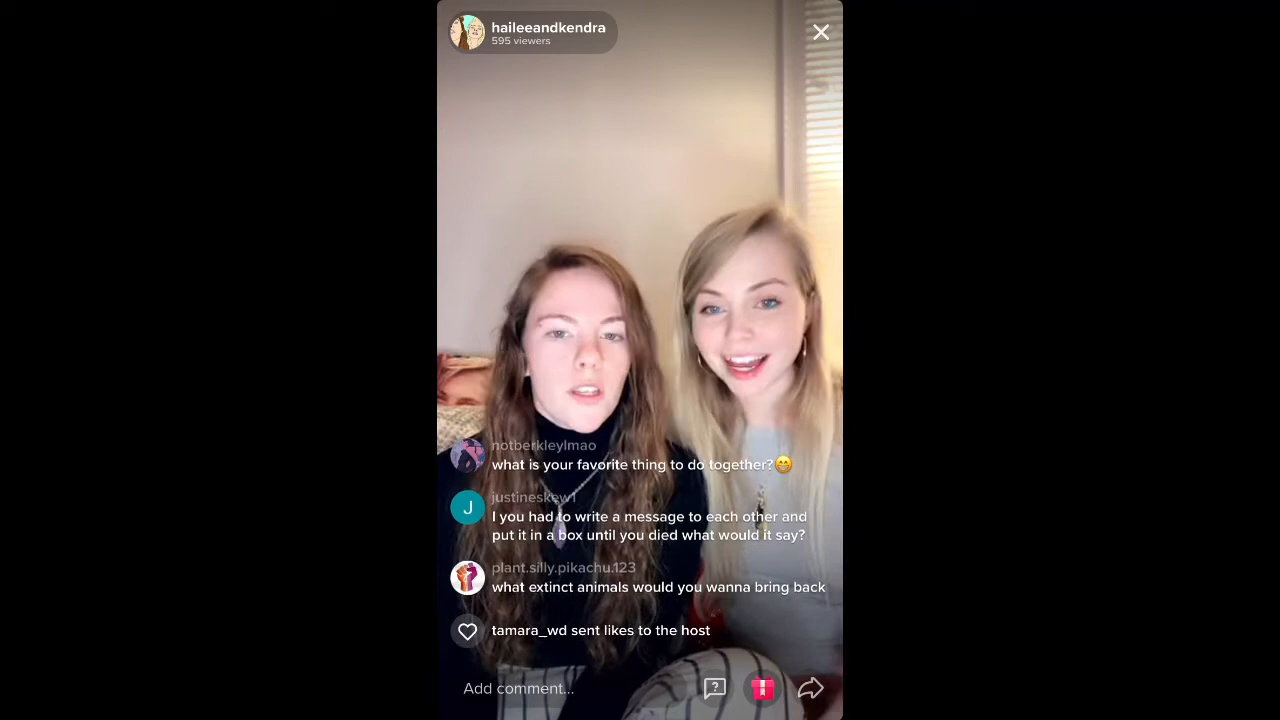 haileeandkendra
595 viewers
notberkleylmao
what is your favorite thing to do together?😁
justineskew1
I you had to write a message to each other and
put it in a box until you died what would it say?
J
plant.silly.pikachu.123
what extinct animals would you wanna bring back
tamara_wd sent likes to the host
Add comment...